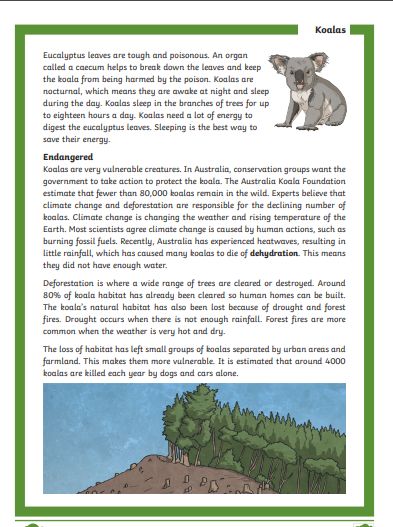 Koalas
Eucalyptus leaves are tough and poisonous. An organ
called a caecum helps to break down the leaves and keep
the koala from being harmed by the poison. Koalas are
nocturnal, which means they are awake at night and sleep
during the day. Koalas sleep in the branches of trees for up
to eighteen hours a day. Koalas need a lot of energy to
digest the eucalyptus leaves. Sleeping is the best way to
save their energy.
Endangered
Koalas are very vulnerable creatures. In Australia, conservation groups want the
government to take action to protect the koala. The Australia Koala Foundation
estimate that fewer than 80,000 koalas remain in the wild. Experts believe that
climate change and deforestation are responsible for the declining number of
koalas. Climate change is changing the weather and rising temperature of the
Earth. Most scientists agree climate change is caused by human actions, such as
burning fossil fuels. Recently, Australia has experienced heatwaves, resulting in
little rainfall, which has caused many koalas to die of dehydration. This means
they did not have enough water.
Deforestation is where a wide range of trees are cleared or destroyed. Around
80% of koala habitat has already been cleared so human homes can be built.
The koala's natural habitat has also been lost because of drought and forest
fires. Drought occurs when there is not enough rainfall. Forest fires are more
common when the weather is very hot and dry.
The loss of habitat has left small groups of koalas separated by urban areas and
farmland. This makes them more vulnerable. It is estimated that around 4000
koalas are killed each year by dogs and cars alone.